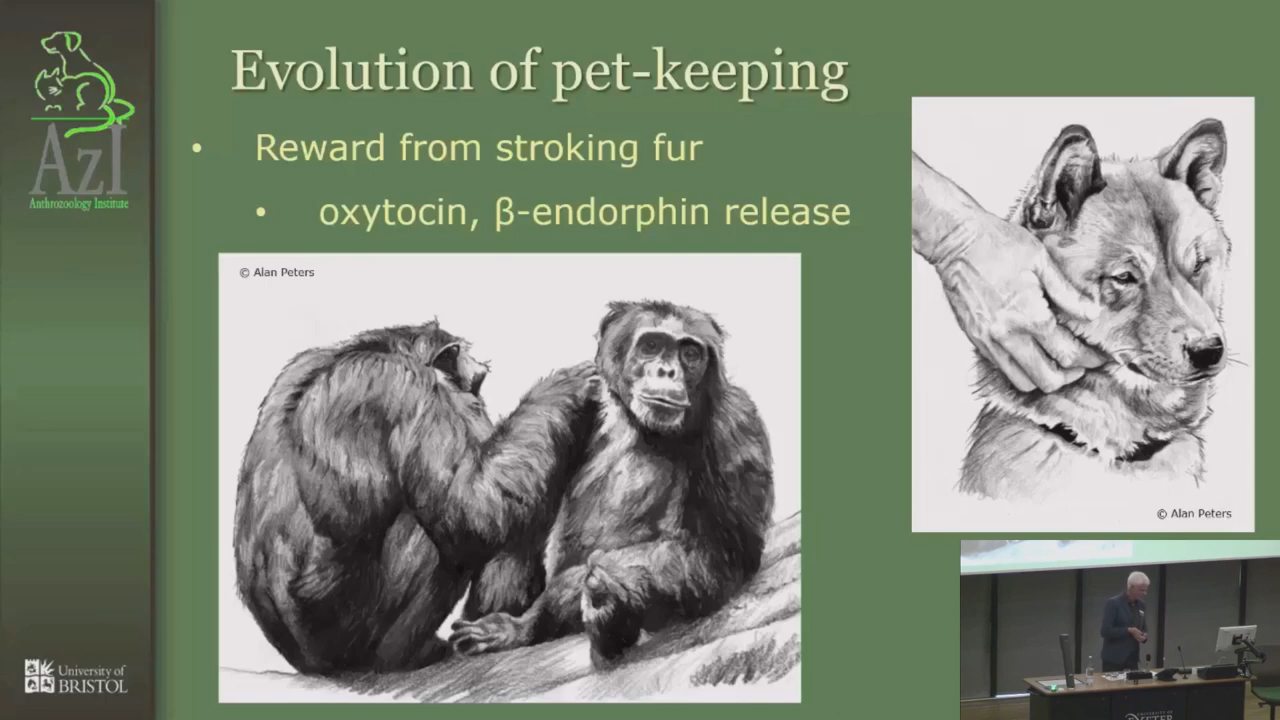 Evolution of pet-keeping
• Reward from stroking fur
• oxytocin, β-endorphin release
© Alan Peters
© Alan Peters
AzI
Anthrozoology Institute
University of
BRISTOL